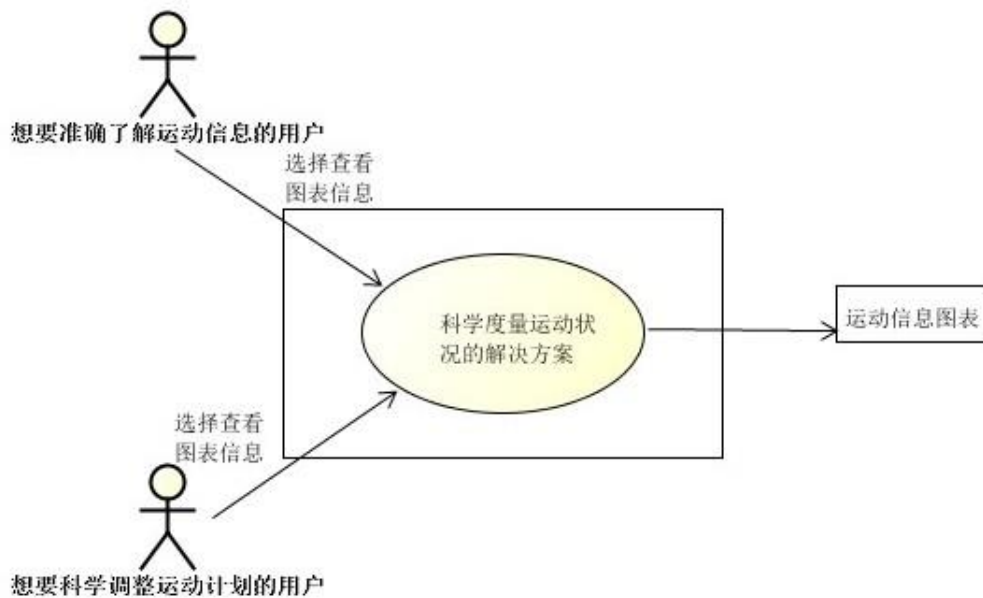 想要准确了解运动信息的用户
选择查看
图表信息
科学度量运动状
况的解决方案
运动信息图表
选择查看
图表信息
想要科学调整运动计划的用户